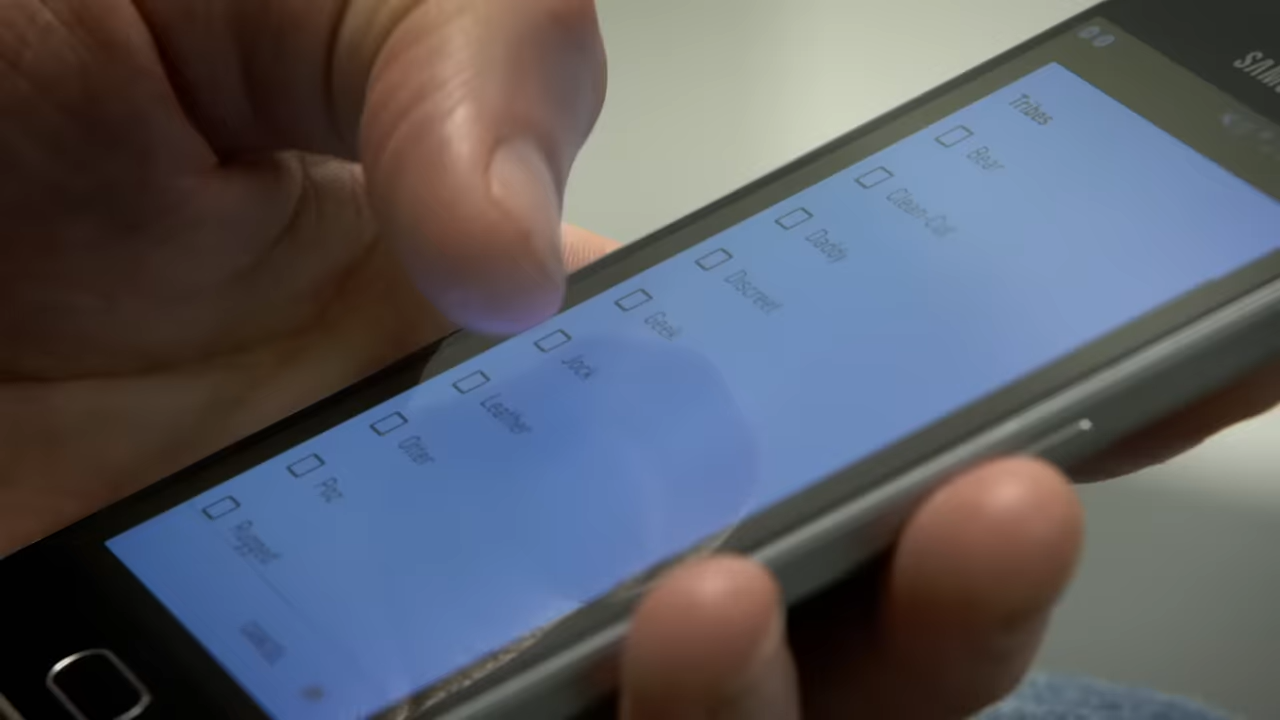 Tribes
Bear
Clean-Cut
Daddy
Discreet
Geek
Jock
Leather
Otter
Poz
Rugged